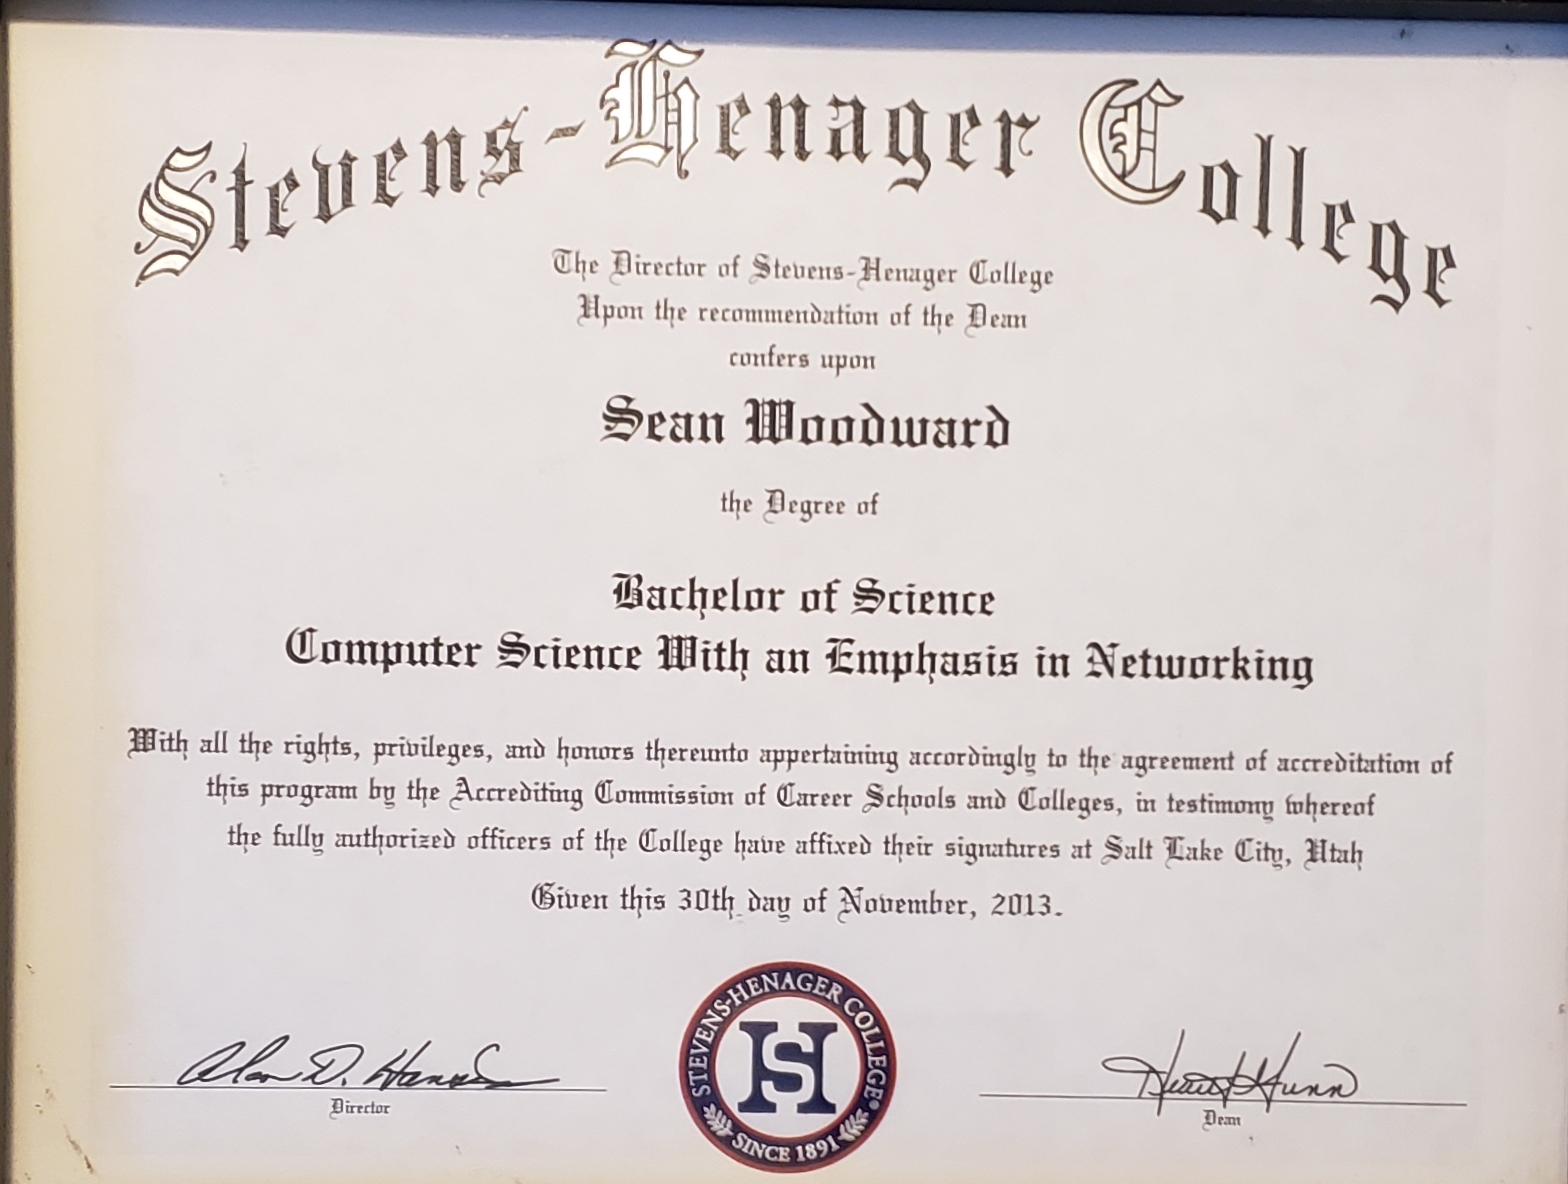 Stevens-Henager College
The Director of Stevens-Henager College
Upon the recommendation of the Dean
confers upon
Sean Woodward
the Degree of
Bachelor of Science
Computer Science With an Emphasis in Networking
With all the rights, privileges, and honors thereunto appertaining accordingly to the agreement of accreditation of
this program by the Accrediting Commission of Career Schools and Colleges, in testimony whereof
the fully authorized officers of the College have affixed their signatures at Salt Lake City, Utah
Given this 30th day of November, 2013.
STEVENS-HENAGER COLLEGE®
SH
SINCE 1891
Alan D.
Director
Dean